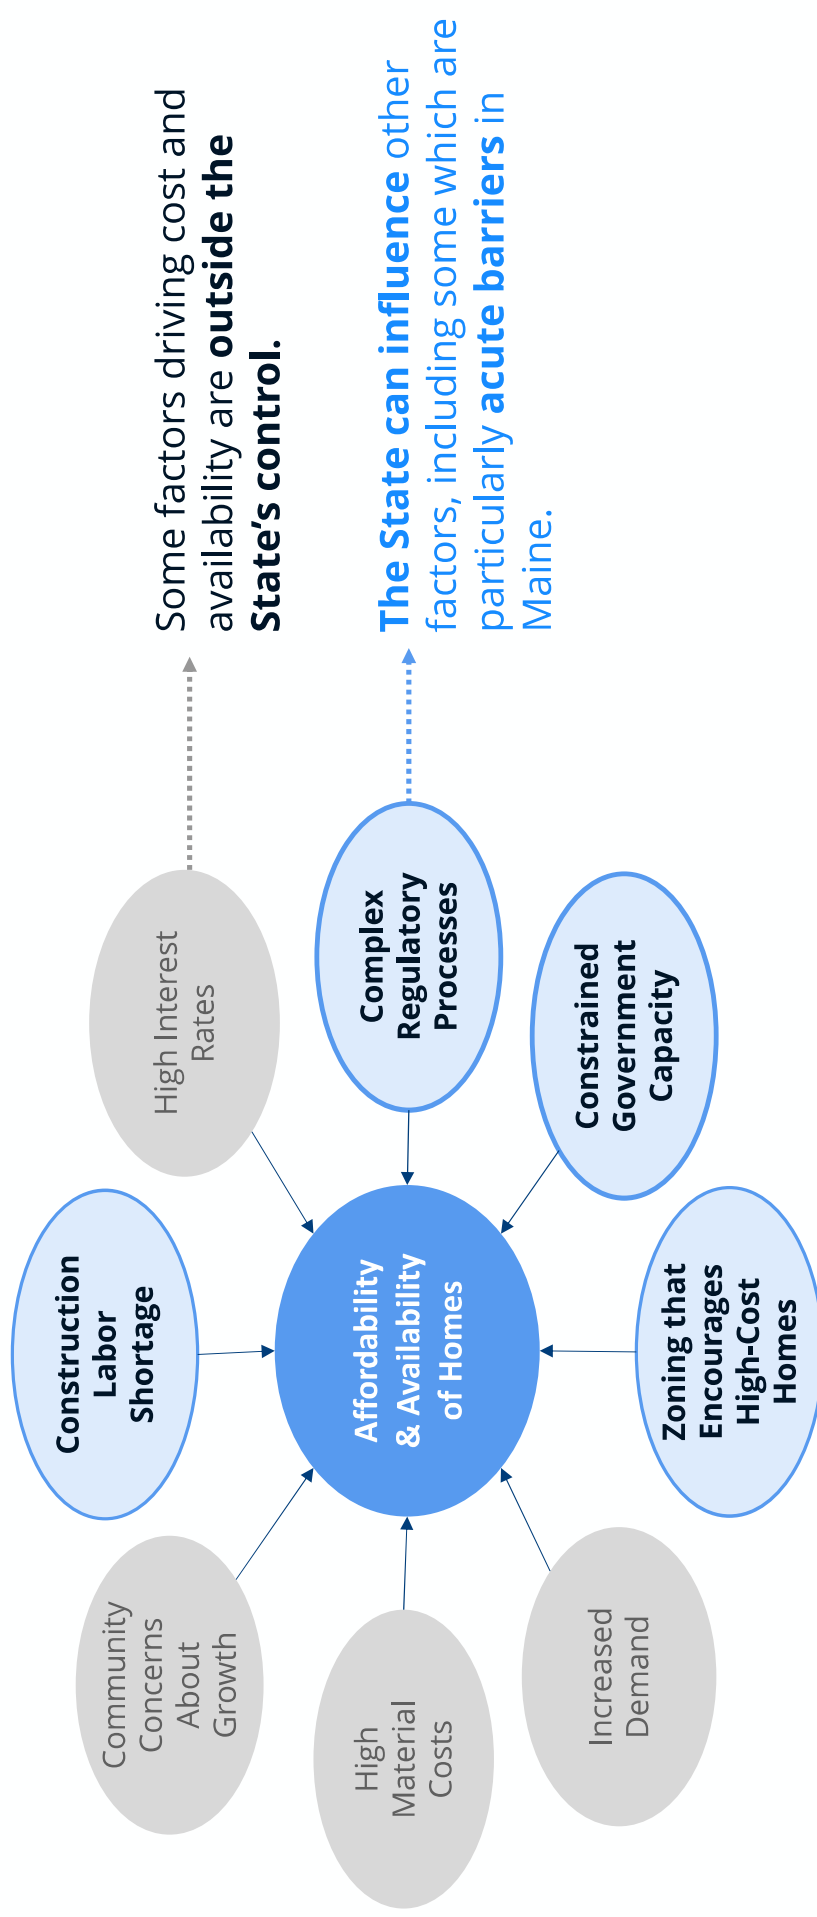 Construction
Labor
Shortage
Community
Concerns
About
Growth
High Interest
Rates
Some factors driving cost and
availability are outside the
State’s control.
High
Material
Costs
Affordability
& Availability
of Homes
Complex
Regulatory
Processes
The State can influence other
factors, including some which are
particularly acute barriers in
Maine.
Increased
Demand
Constrained
Government
Capacity
Zoning that
Encourages
High-Cost
Homes